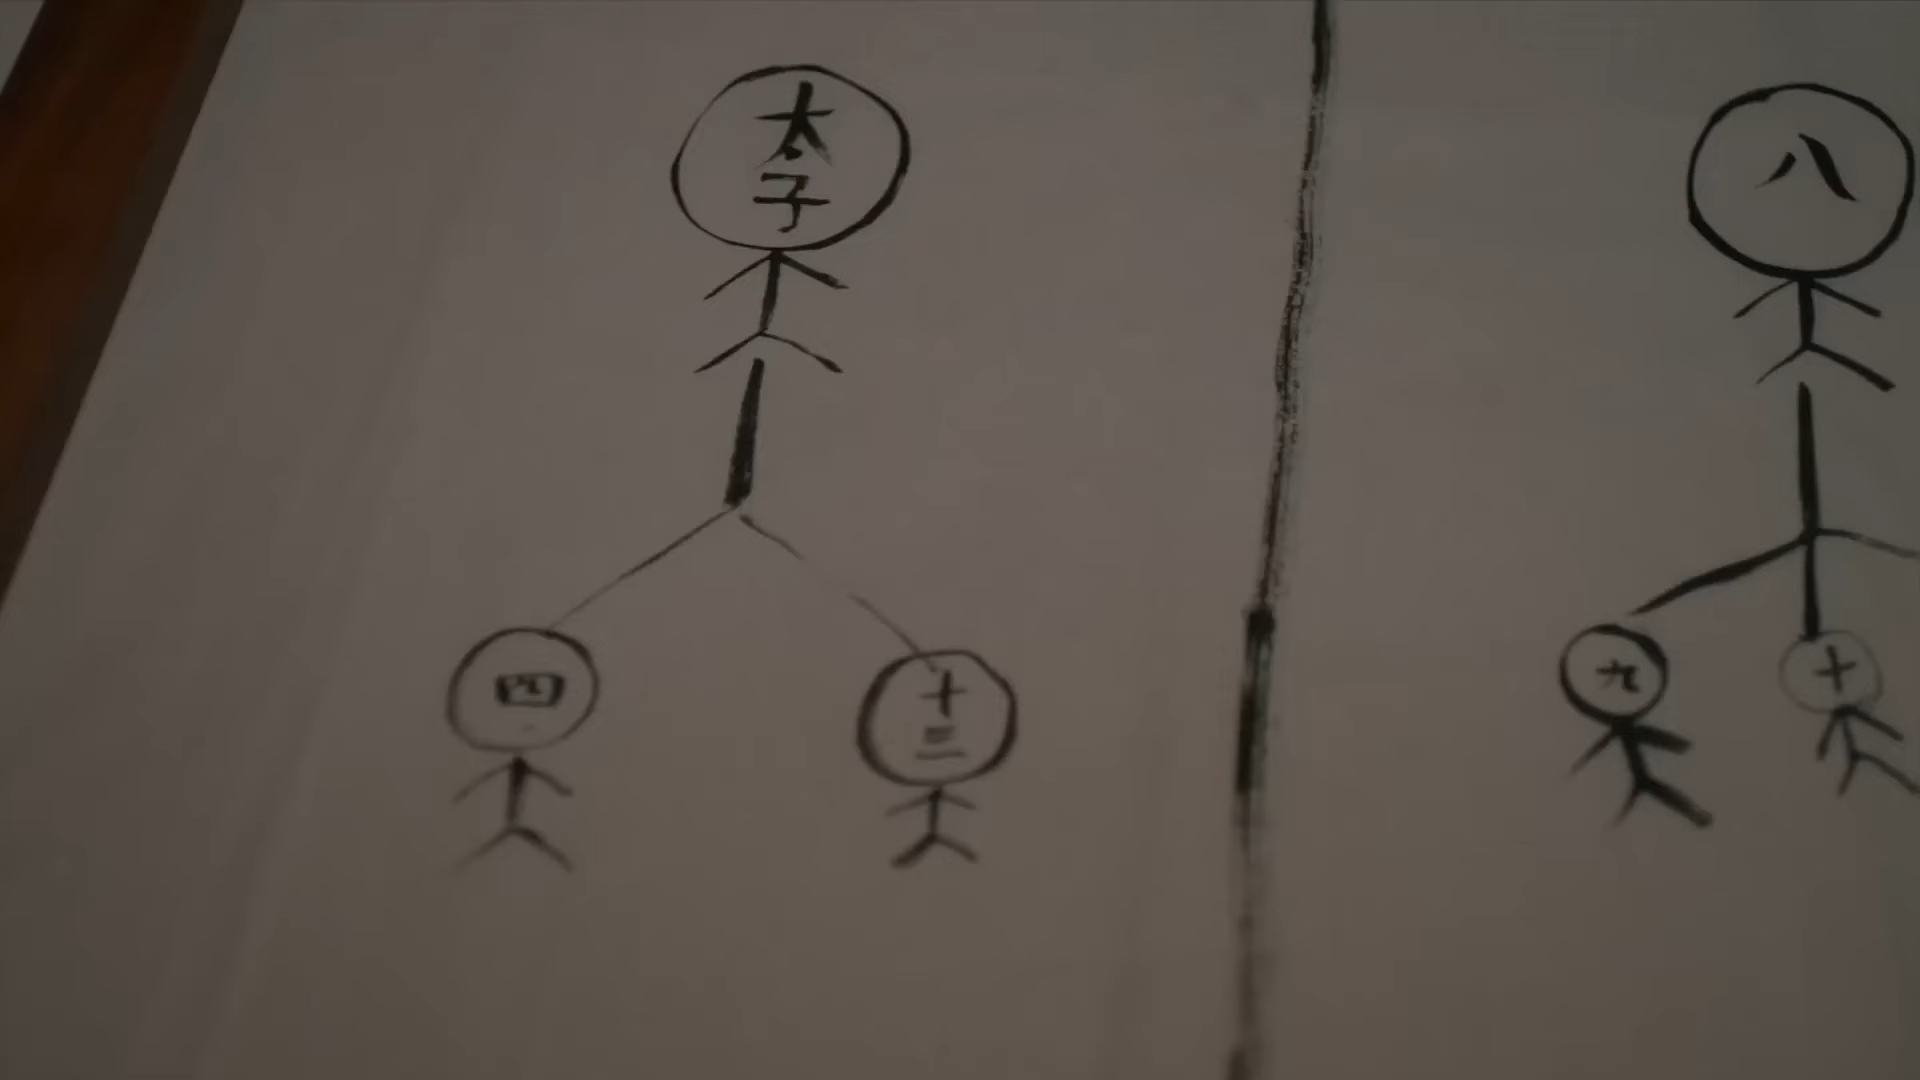 太
子
八
四
十
三
九
十